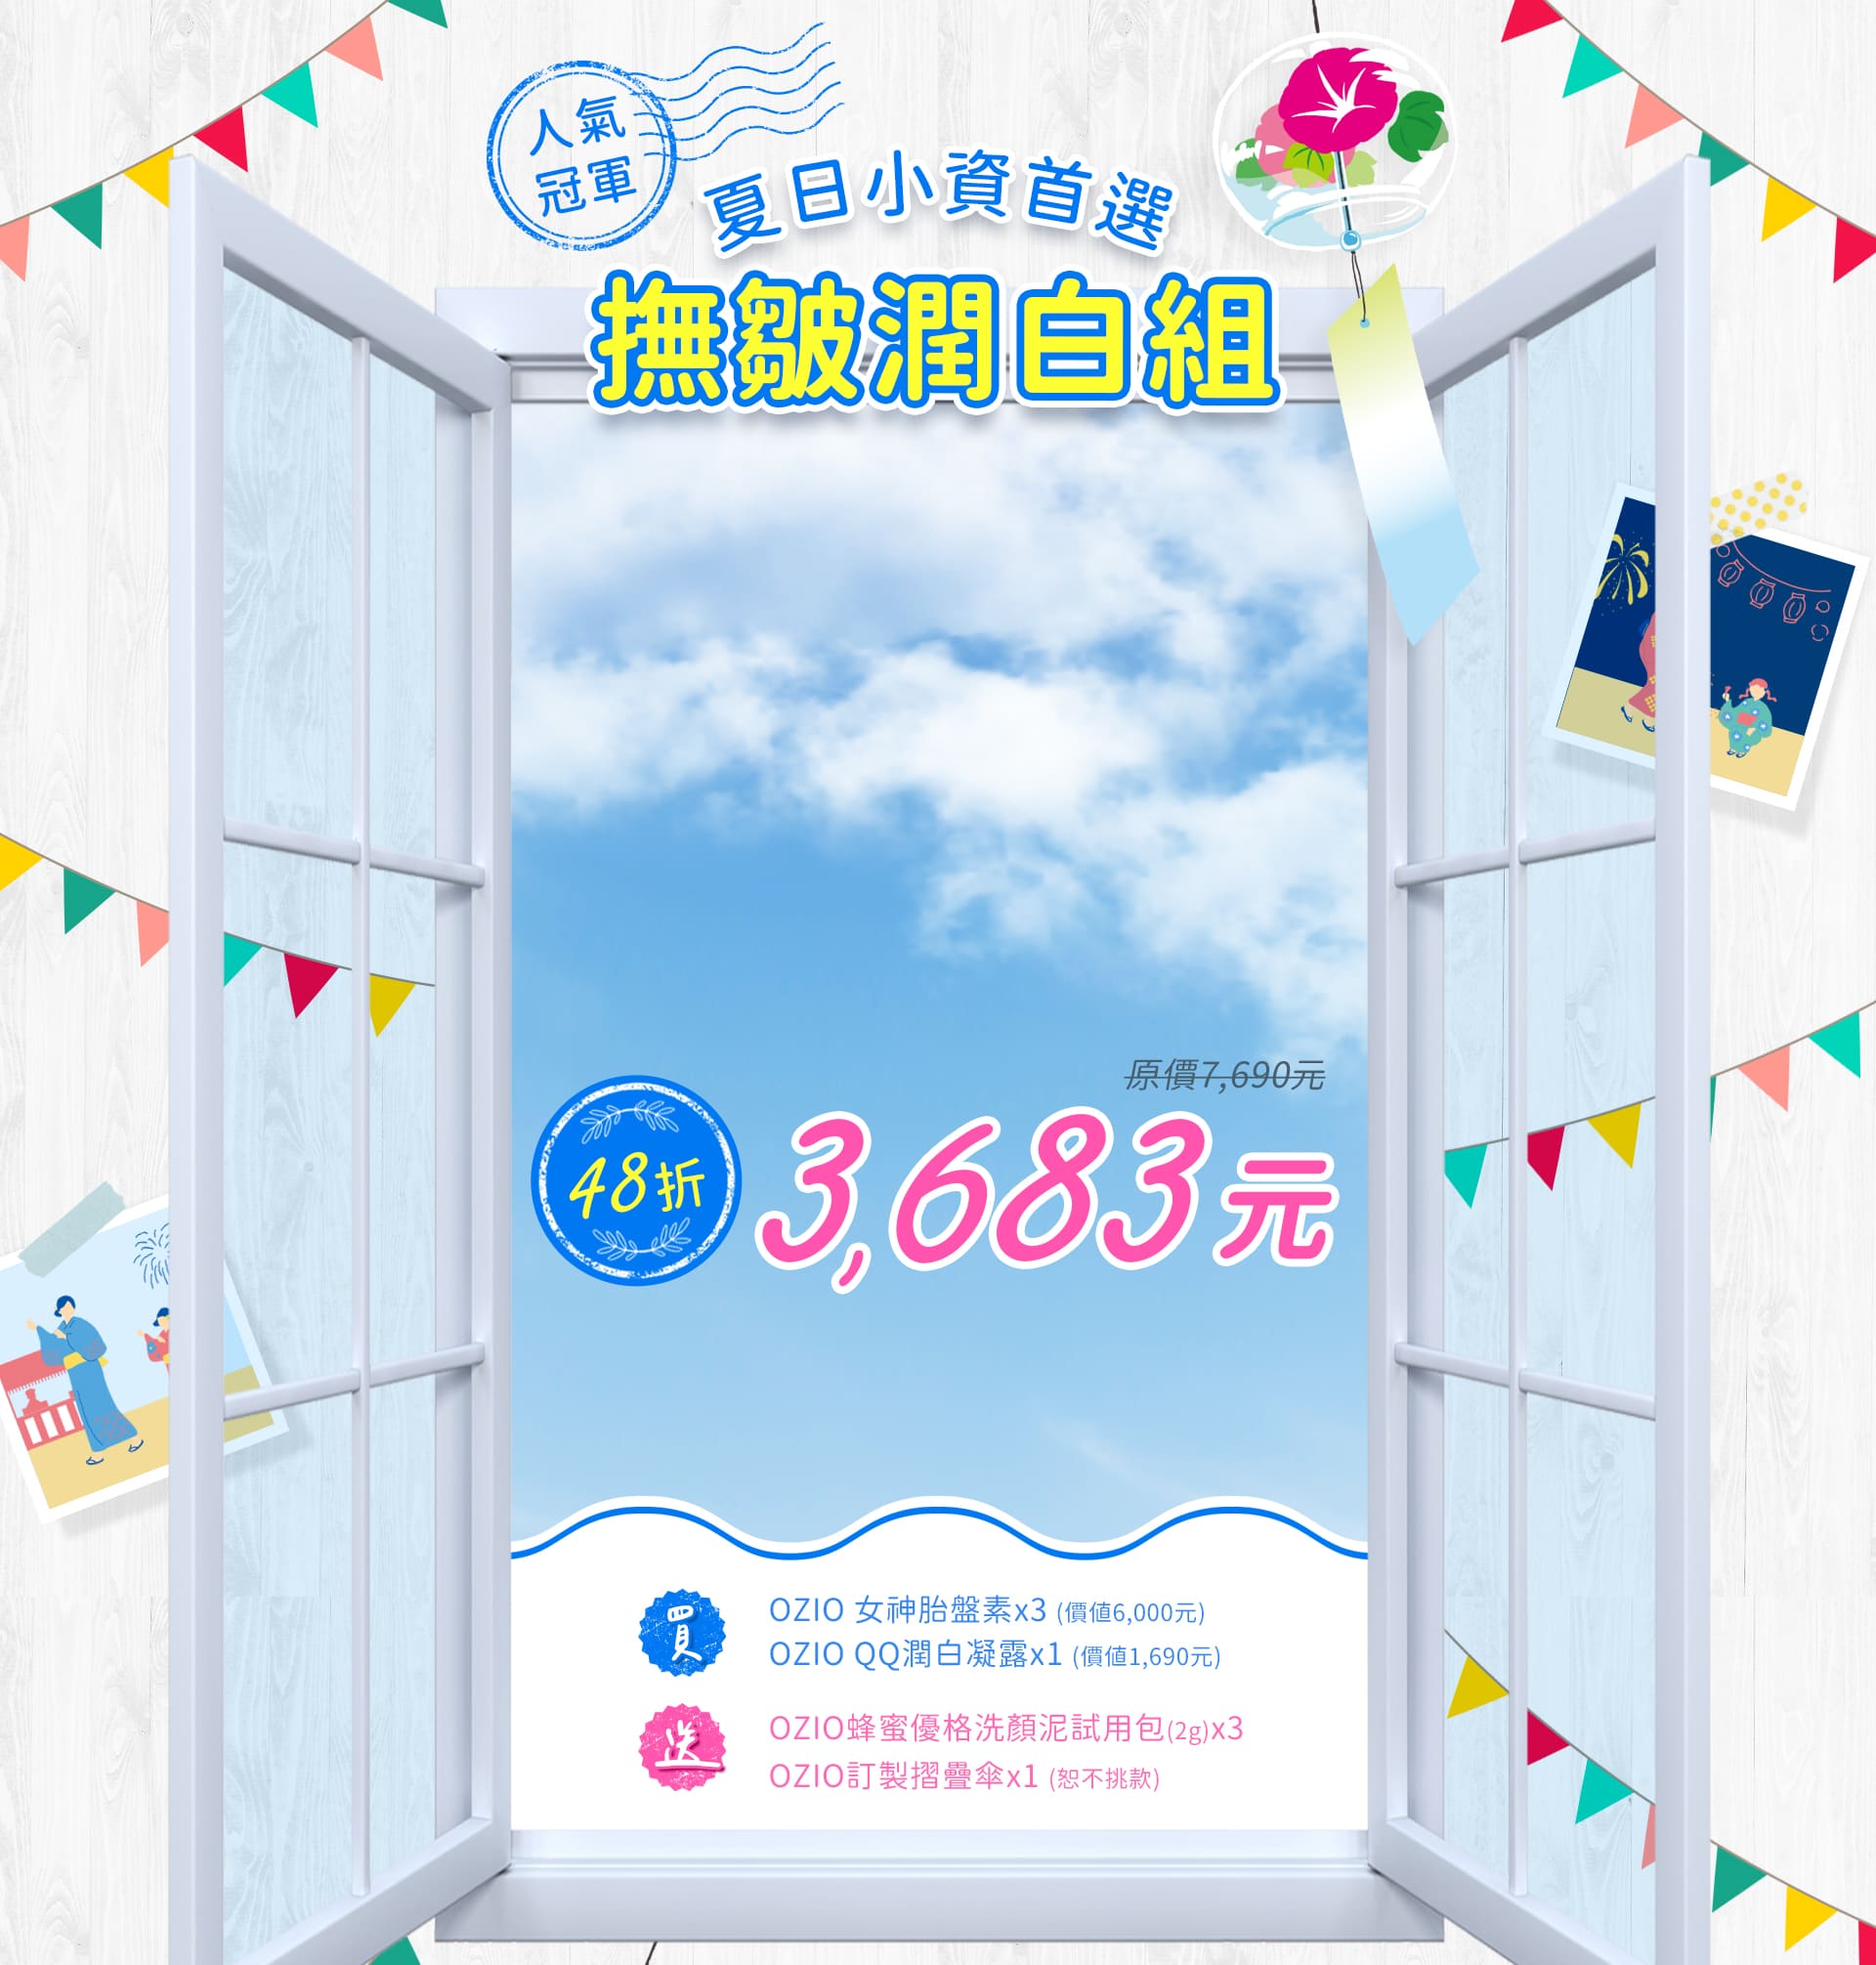 人氣
冠軍
夏日小資首選
撫皺潤白組
原價7,690元
48折
3,683元
買
OZIO 女神胎盤素x3 (價值6,000元)
OZIO QQ潤白凝露x1 (價值1,690元)
送
OZIO蜂蜜優格洗顏泥試用包(2g)x3
OZIO訂製摺疊傘x1 (恕不挑款)